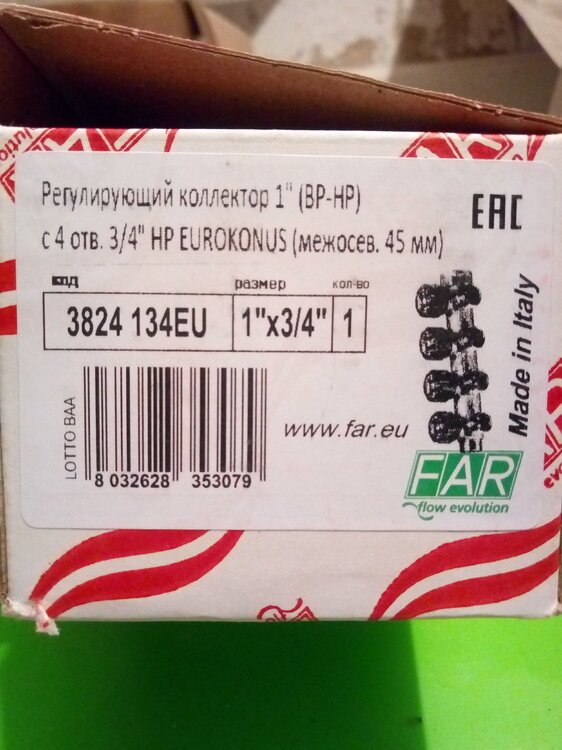 Регулирующий коллектор 1" (ВР-НР)
с 4 отв. 3/4" НР EUROKONUS (межосев. 45 мм)
EAC
код размер кол-во
3824 134EU 1"x3/4" 1
Made in Italy
LOTTO BAA
www.far.eu
8 032628 353079
FAR
flow evolution